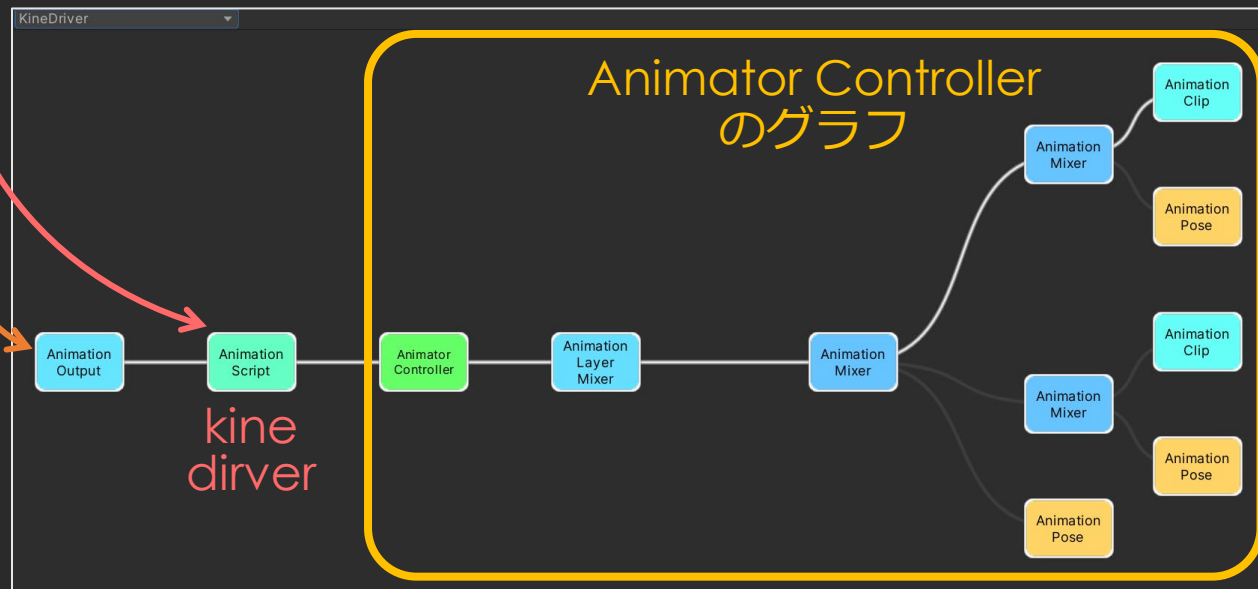 KineDriver
Animator Controller
のグラフ
Animation
Clip
Animation
Mixer
Animation
Pose
Animation
Output
Animation
Script
Animator
Controller
Animation
Layer
Mixer
Animation
Mixer
Animation
Clip
Animation
Mixer
Animation
Pose
Animation
Pose
kine
dirver